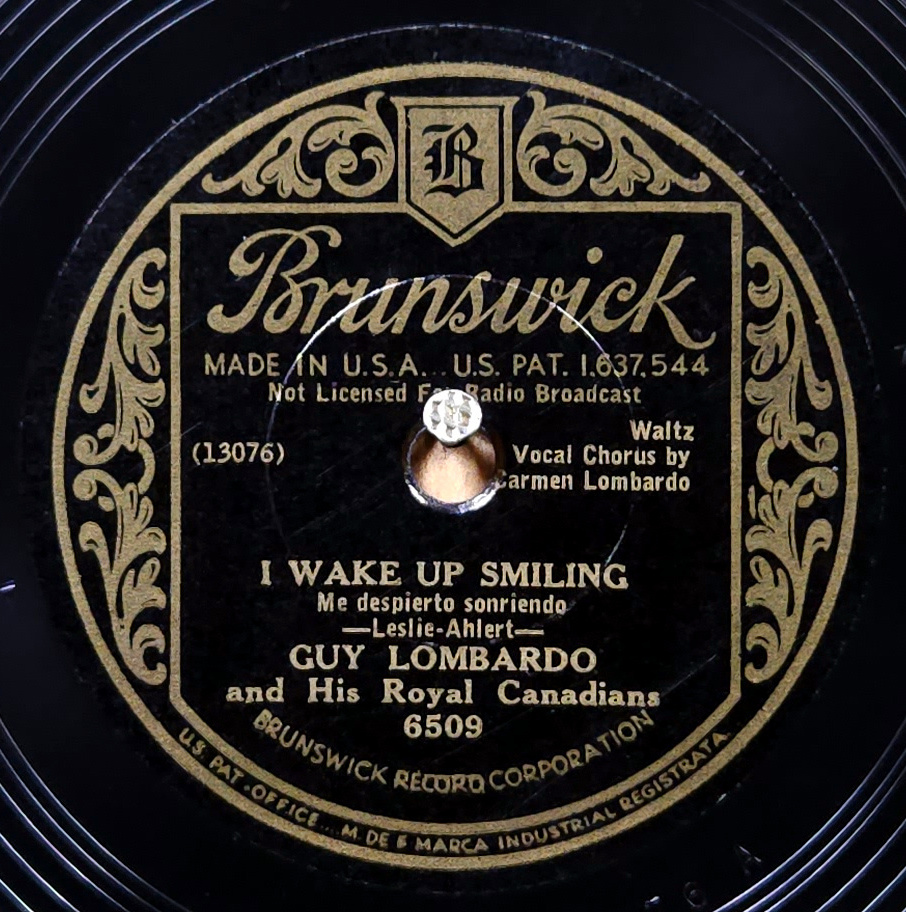 B
Brunswick
MADE IN U.S.A... U.S. PAT. 1,637,544
Not Licensed Radio Broadcast
Waltz
(13076)
Vocal Chorus by
Carmen Lombardo
I WAKE UP SMILING
Me despierto sonriendo
—Leslie-Ahlert—
GUY LOMBARDO
and His Royal Canadians
6509
BRUNSWICK RECORD CORPORATION
U.S. PAT. OFFICE... M. DE F. MARCA INDUSTRIAL REGISTRATA